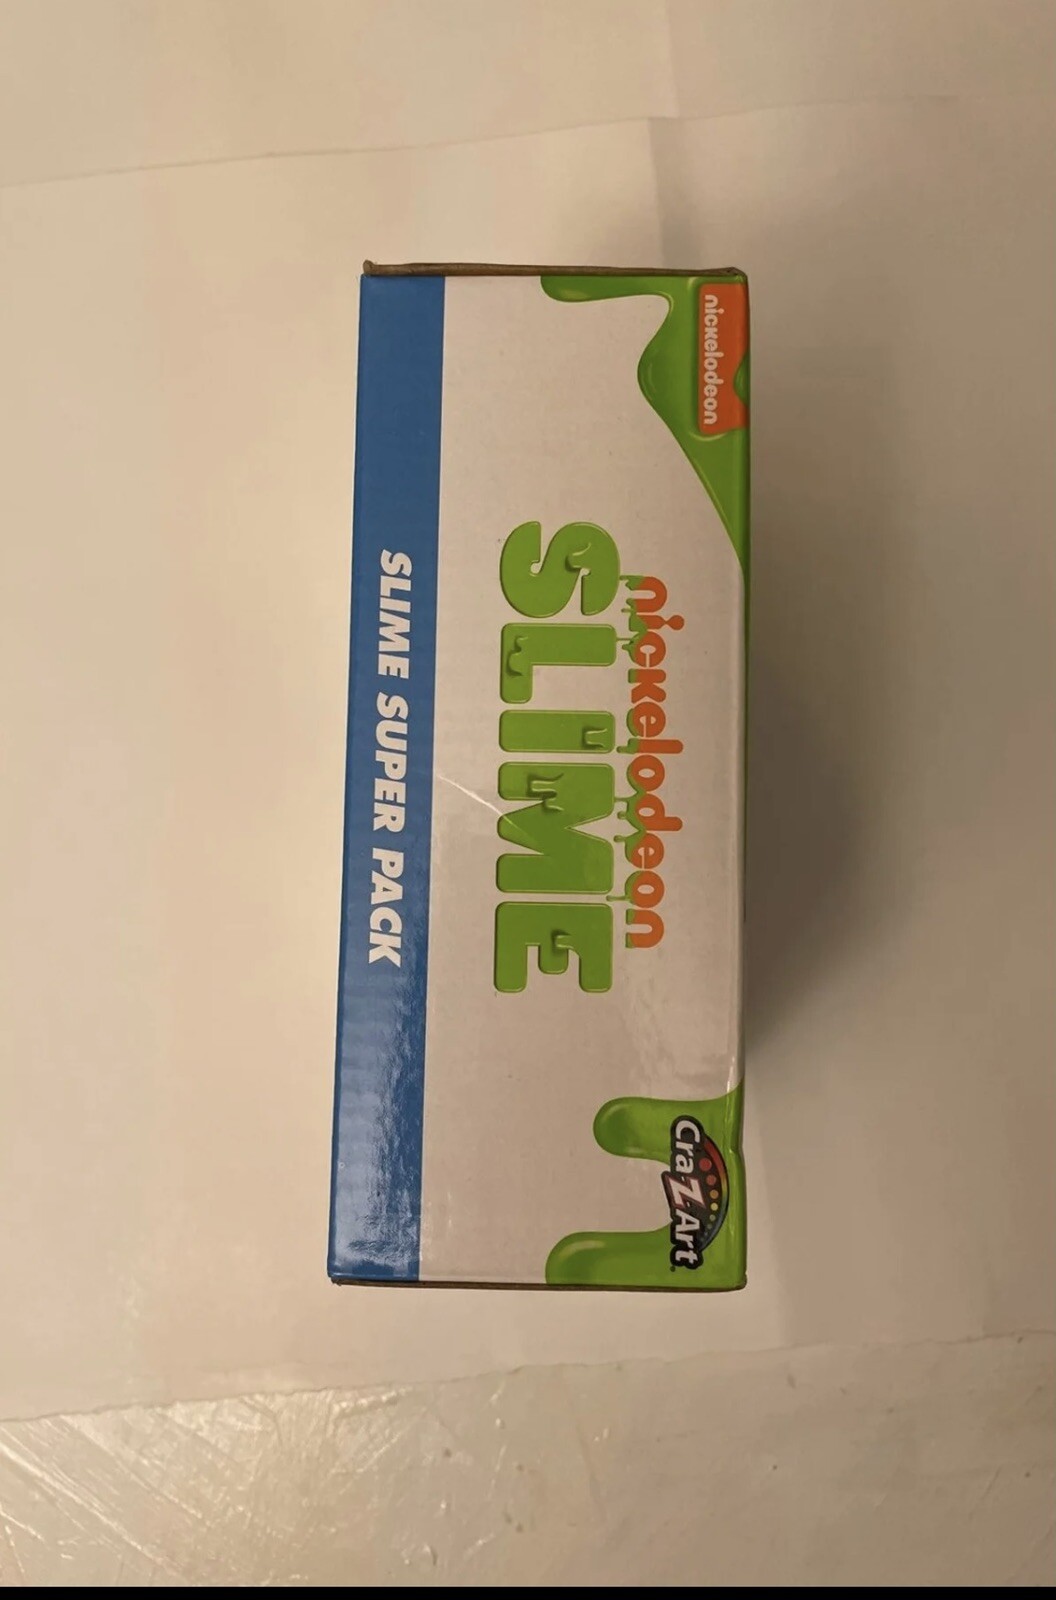 nickelodeon
nickelodeon
SLIME
Cra Z Art
SLIME SUPER PACK